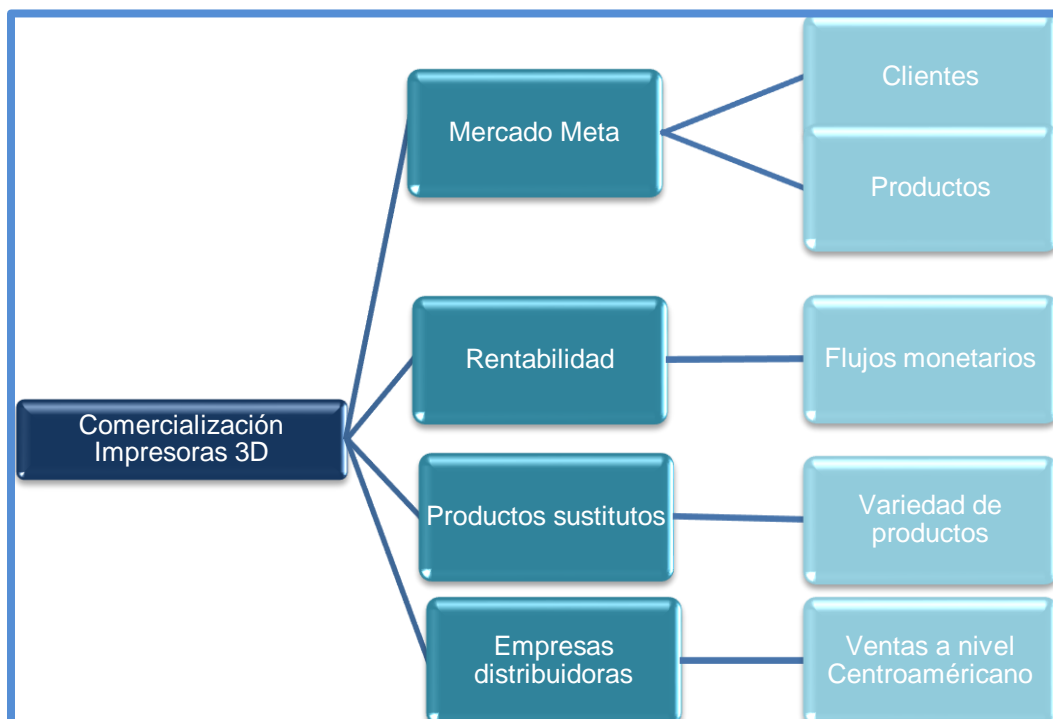 Comercialización
Impresoras 3D
Mercado Meta
Clientes
Productos
Rentabilidad
Flujos monetarios
Productos sustitutos
Variedad de
productos
Empresas
distribuidoras
Ventas a nivel
Centroaméricano